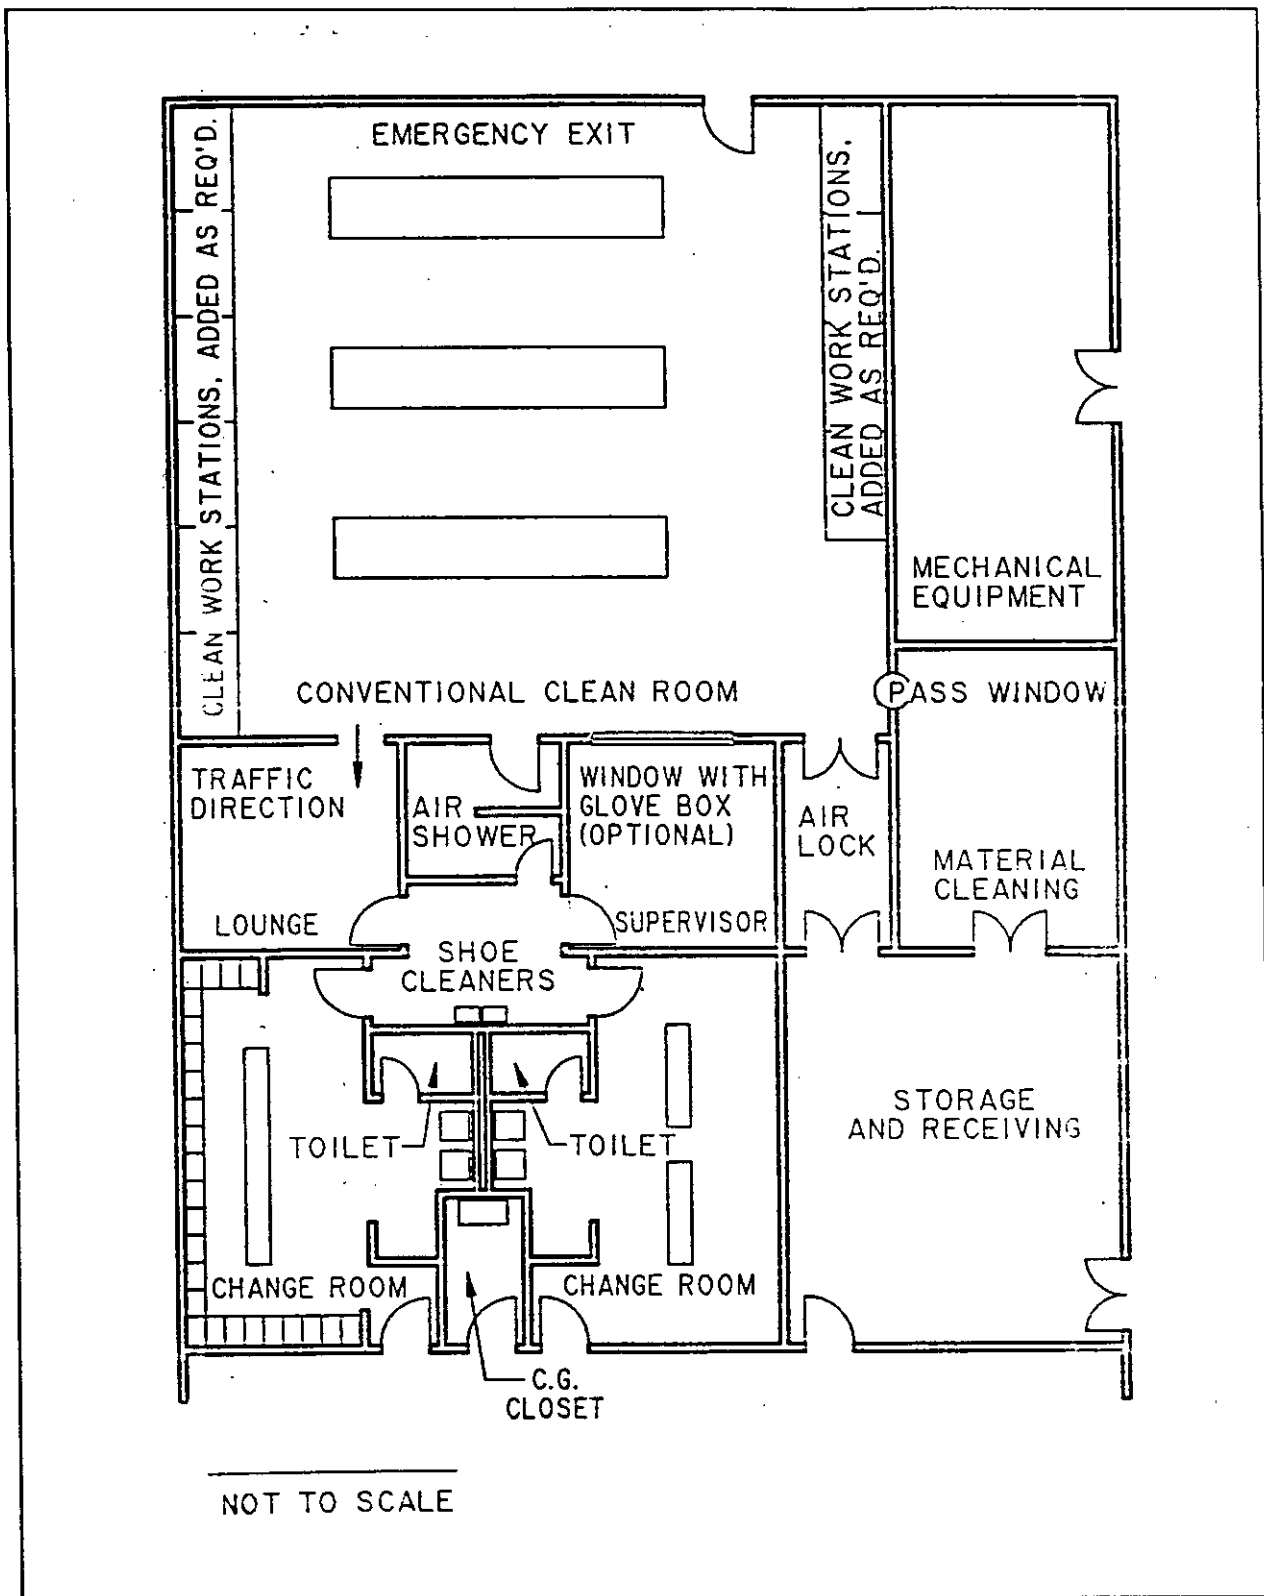 EMERGENCY EXIT
CLEAN WORK STATIONS, ADDED AS REQ'D.
CLEAN WORK STATIONS,
ADDED AS REQ'D.
MECHANICAL
EQUIPMENT
CONVENTIONAL CLEAN ROOM
PASS WINDOW
TRAFFIC
DIRECTION
AIR
SHOWER
WINDOW WITH
GLOVE BOX
(OPTIONAL)
AIR
LOCK
MATERIAL
CLEANING
LOUNGE
SUPERVISOR
SHOE
CLEANERS
STORAGE
AND RECEIVING
TOILET
TOILET
CHANGE ROOM
CHANGE ROOM
C.G.
CLOSET
NOT TO SCALE